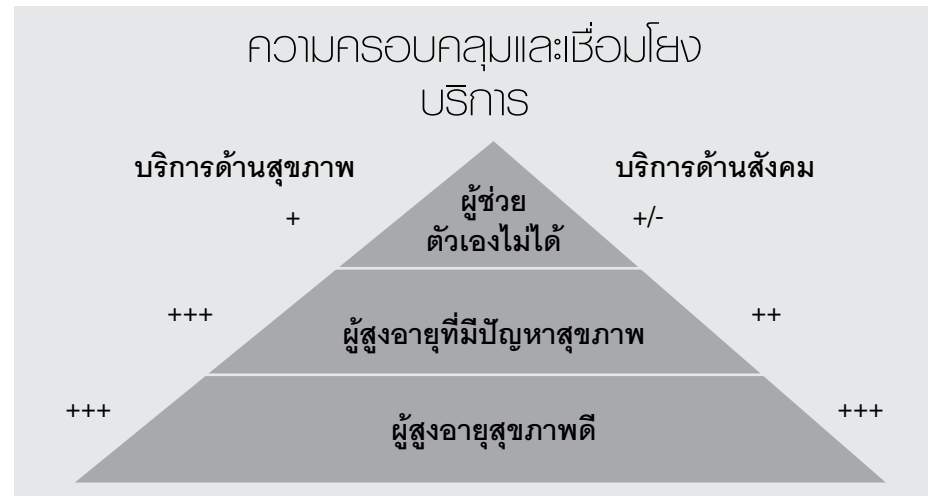 ความครอบคลุมและเชื่อมโยง
บริการ
บริการด้านสุขภาพ
บริการด้านสังคม
ผู้ช่วย
ตัวเองไม่ได้
+
+/-
+++
ผู้สูงอายุที่มีปัญหาสุขภาพ
++
+++
ผู้สูงอายุสุขภาพดี
+++